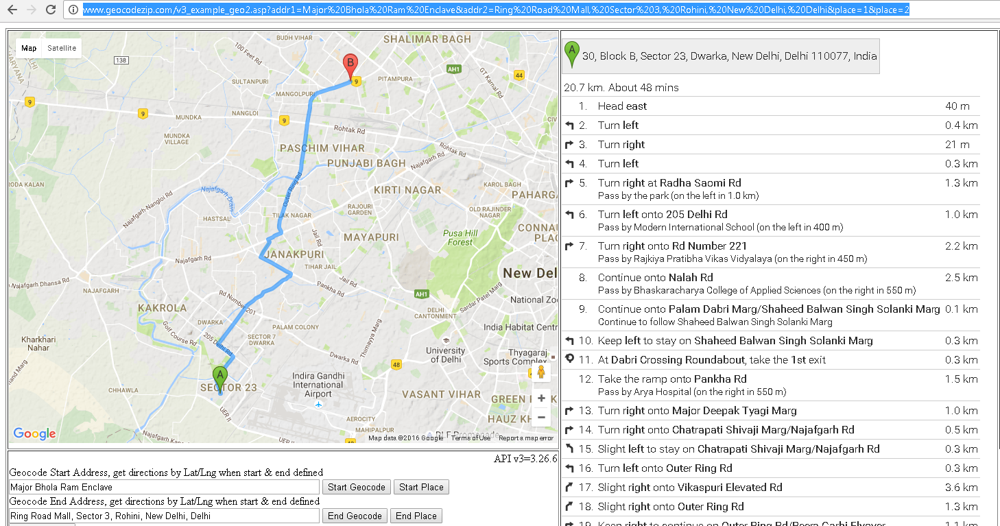 www.geocodezip.com/v3_example_geo2.asp?addr1=Major%20Bhola%20Ram%20Enclave&addr2=Ring%20Road%20Mall,%20Sector%203,%20Rohini,%20New%20Delhi,%20Delhi&place=1&place=2
Map Satellite
BUDH VIHAR
SHALIMAR BAGH
138
100 Feet Rd
AH1
44
SULTANPURI
GT Karnal Rd
B
9
PITAMPURA
MANGOLPURI
9
9
MUNDKA
NANGLOI
9
Rohtak Rd
MUNDKA VILLAGE
PASCHIM VIHAR
Rohtak Rd
PUNJABI BAGH
Najafgarh Rd
RODA KALAN
Najafgarh Drain
Outer Ring Rd
KIRTI NAGAR
KAROL BAGH
PAHARG
Najafgarh-Nangloi Rd
RAJOURI GARDEN
OLD RAJINDER NAGAR
HASTSAL
TILAK NAGAR
CONNA
PLAC
Jail Rd
MAYAPURI
Pusa Hill Forest
JANAKPURI
Najafgarh Rd
TIHAR JAIL
New Del
Najafgarh Dhansa Rd
Jail Rd
Pankha Rd
NAJAFGARH
AH1
Sardar Patel Marg
National Zo
KAKROLA
Rd Number 201
DELHI CANTONMENT
India Habitat Cent
DWARKA
PALAM COLONY
Golf Course Rd
SECTOR 7 DWARKA
Thimayya Marg
Kharkhari Nahar
205 Delhi Rd
University of Delhi
Thyagaraj Sports Complex
Dwarka Rd
48
A
SECTOR 23
Indira Gandhi International Airport
CHHAWLA
VASANT VIHAR
GREEN PARK
UER II
AEROCITY
HAUZ KH
MAHIPALPUR
DLF Promenade
UER II
+
−
Google
Map data ©2016 Google Terms of Use Report a map error
API v3=3.26.6
Geocode Start Address, get directions by Lat/Lng when start & end defined
Major Bhola Ram Enclave Start Geocode Start Place
Geocode End Address, get directions by Lat/Lng when start & end defined
Ring Road Mall, Sector 3, Rohini, New Delhi, Delhi End Geocode End Place
A 30, Block B, Sector 23, Dwarka, New Delhi, Delhi 110077, India
20.7 km. About 48 mins
1. Head east 40 m
2. Turn left 0.4 km
3. Turn right 21 m
4. Turn left 0.3 km
5. Turn right at Radha Saomi Rd 1.3 km
Pass by the park (on the left in 1.0 km)
6. Turn left onto 205 Delhi Rd 1.0 km
Pass by Modern International School (on the left in 400 m)
7. Turn right onto Rd Number 221 2.2 km
Pass by Rajkiya Pratibha Vikas Vidyalaya (on the right in 450 m)
8. Continue onto Nalah Rd 2.5 km
Pass by Bhaskaracharya College of Applied Sciences (on the right in 550 m)
9. Continue onto Palam Dabri Marg/Shaheed Balwan Singh Solanki Marg 0.1 km
Continue to follow Shaheed Balwan Singh Solanki Marg
10. Keep left to stay on Shaheed Balwan Singh Solanki Marg 0.3 km
11. At Dabri Crossing Roundabout, take the 1st exit 0.3 km
12. Take the ramp onto Pankha Rd 1.5 km
Pass by Arya Hospital (on the right in 550 m)
13. Turn right onto Major Deepak Tyagi Marg 1.0 km
14. Turn right onto Chatrapati Shivaji Marg/Najafgarh Rd 0.5 km
15. Slight left to stay on Chatrapati Shivaji Marg/Najafgarh Rd 0.3 km
16. Turn left onto Outer Ring Rd 0.3 km
17. Slight right onto Vikaspuri Elevated Rd 3.6 km
18. Slight right onto Outer Ring Rd 1.3 km
19. Keep right to continue on Outer Ring Rd/Peera Garhi Flyover 1.1 km